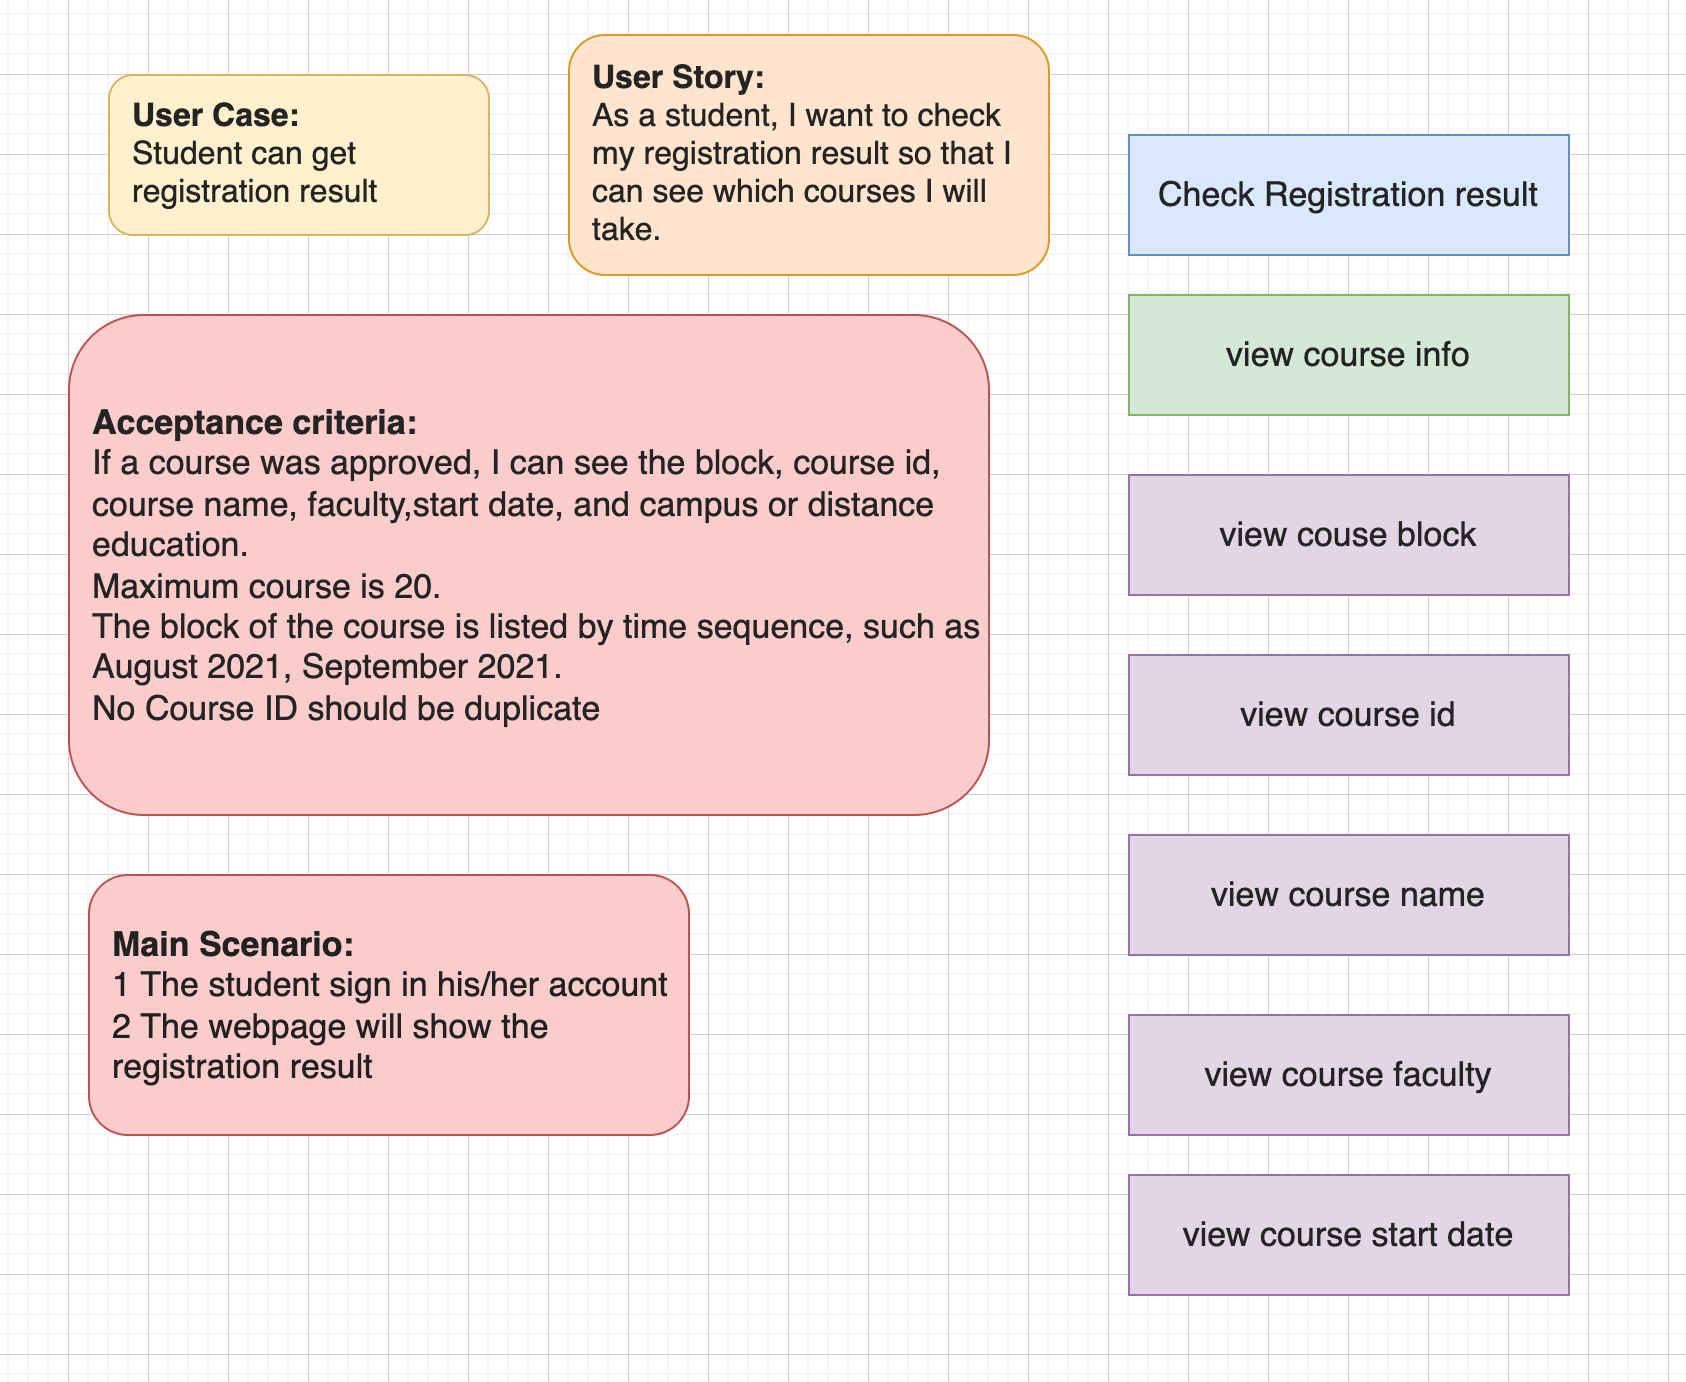 User Case:
Student can get
registration result
User Story:
As a student, I want to check
my registration result so that I
can see which courses I will
take.
Acceptance criteria:
If a course was approved, I can see the block, course id,
course name, faculty,start date, and campus or distance
education.
Maximum course is 20.
The block of the course is listed by time sequence, such as
August 2021, September 2021.
No Course ID should be duplicate
Main Scenario:
1 The student sign in his/her account
2 The webpage will show the
registration result
Check Registration result
view course info
view couse block
view course id
view course name
view course faculty
view course start date